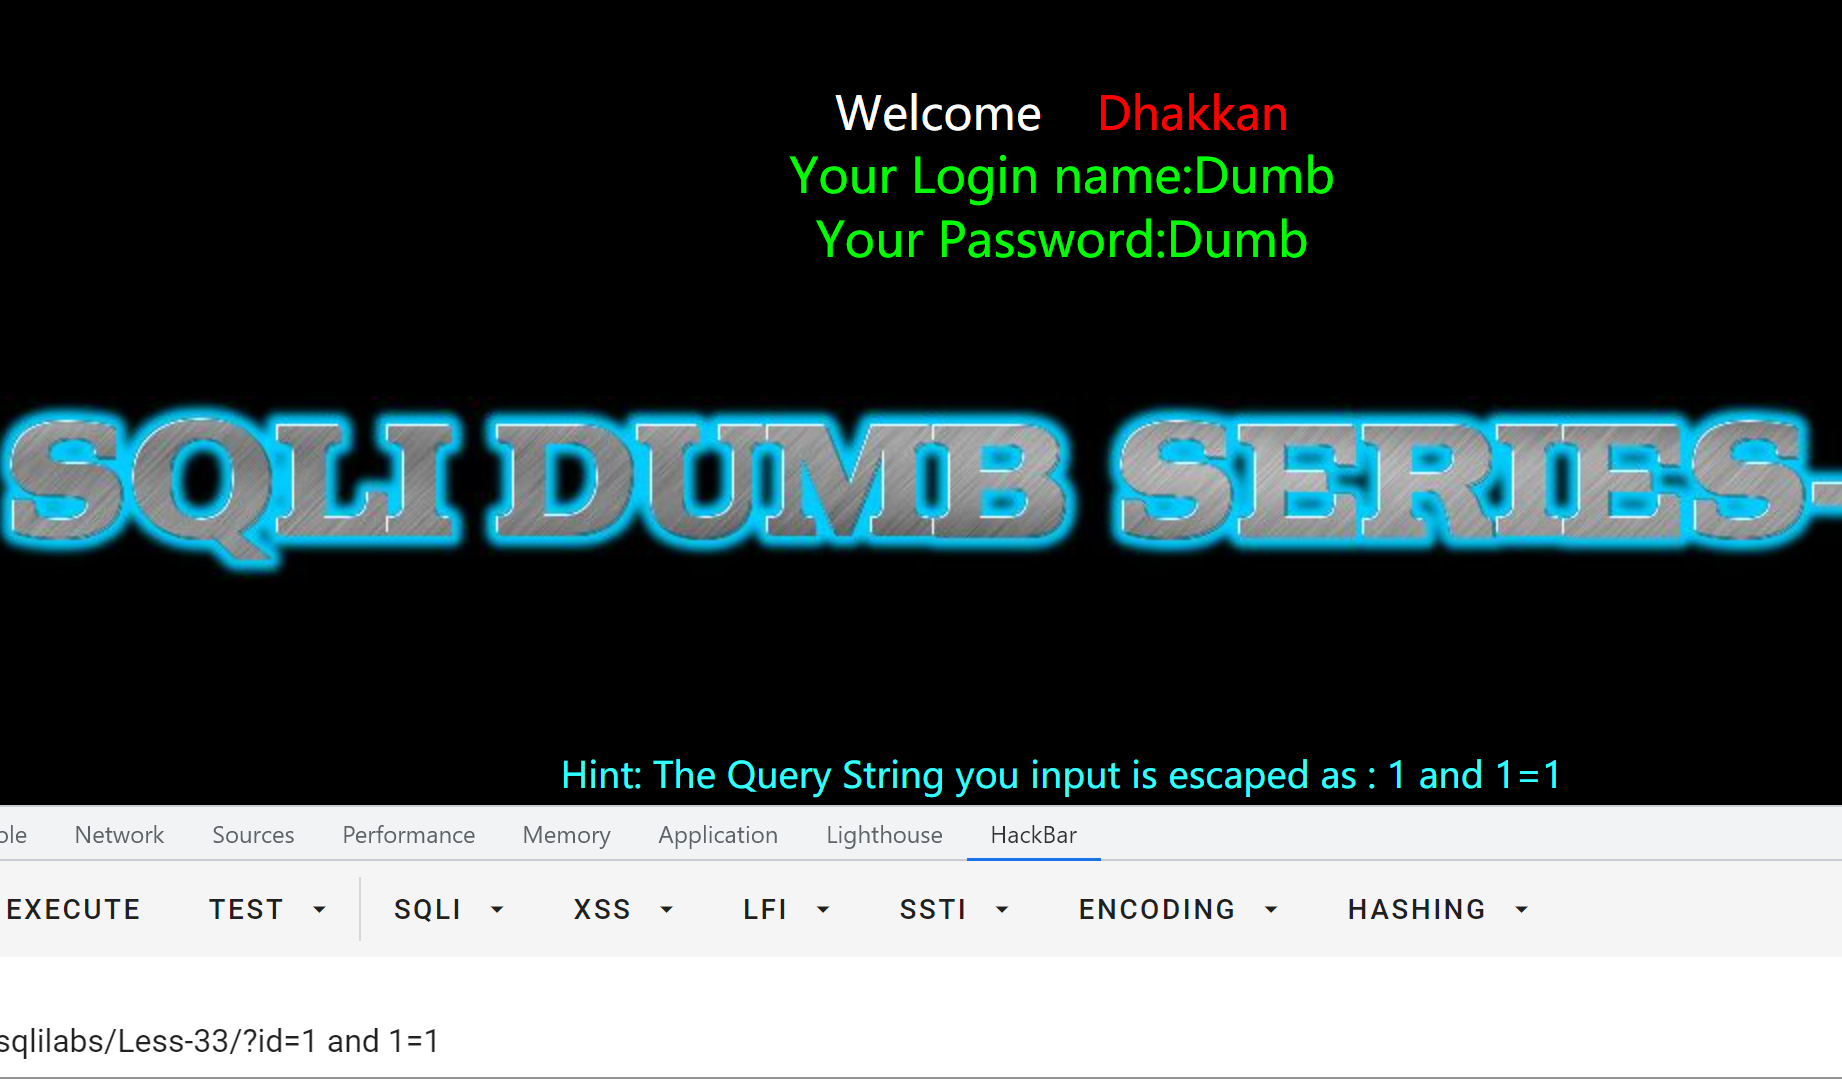 Welcome Dhakkan
Your Login name:Dumb
Your Password:Dumb
SQLI DUMB SERIES-
Hint: The Query String you input is escaped as : 1 and 1=1
ole Network Sources Performance Memory Application Lighthouse HackBar
EXECUTE TEST SQLI XSS LFI SSTI ENCODING HASHING
sqlilabs/Less-33/?id=1 and 1=1